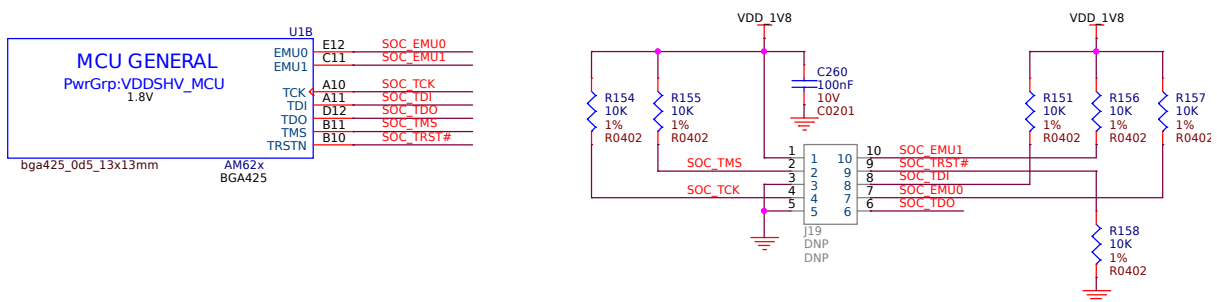 U1B
MCU GENERAL
PwrGrp:VDDSHV_MCU
1.8V
EMU0 E12 SOC_EMU0
EMU1 C11 SOC_EMU1
TCK A10 SOC_TCK
TDI A11 SOC_TDI
TDO D12 SOC_TDO
TMS B11 SOC_TMS
TRSTN B10 SOC_TRST#
bga425_0d5_13x13mm
AM62x
BGA425
VDD_1V8
R154
10K
1%
R0402
R155
10K
1%
R0402
C260
100nF
10V
C0201
VDD_1V8
R151
10K
1%
R0402
R156
10K
1%
R0402
R157
10K
1%
R0402
1 1 10 10 SOC_EMU1
SOC_TMS 2 2 9 9 SOC_TRST#
3 3 8 8 SOC_TDI
SOC_TCK 4 4 7 7 SOC_EMU0
5 5 6 6 SOC_TDO
J19
DNP
DNP
R158
10K
1%
R0402